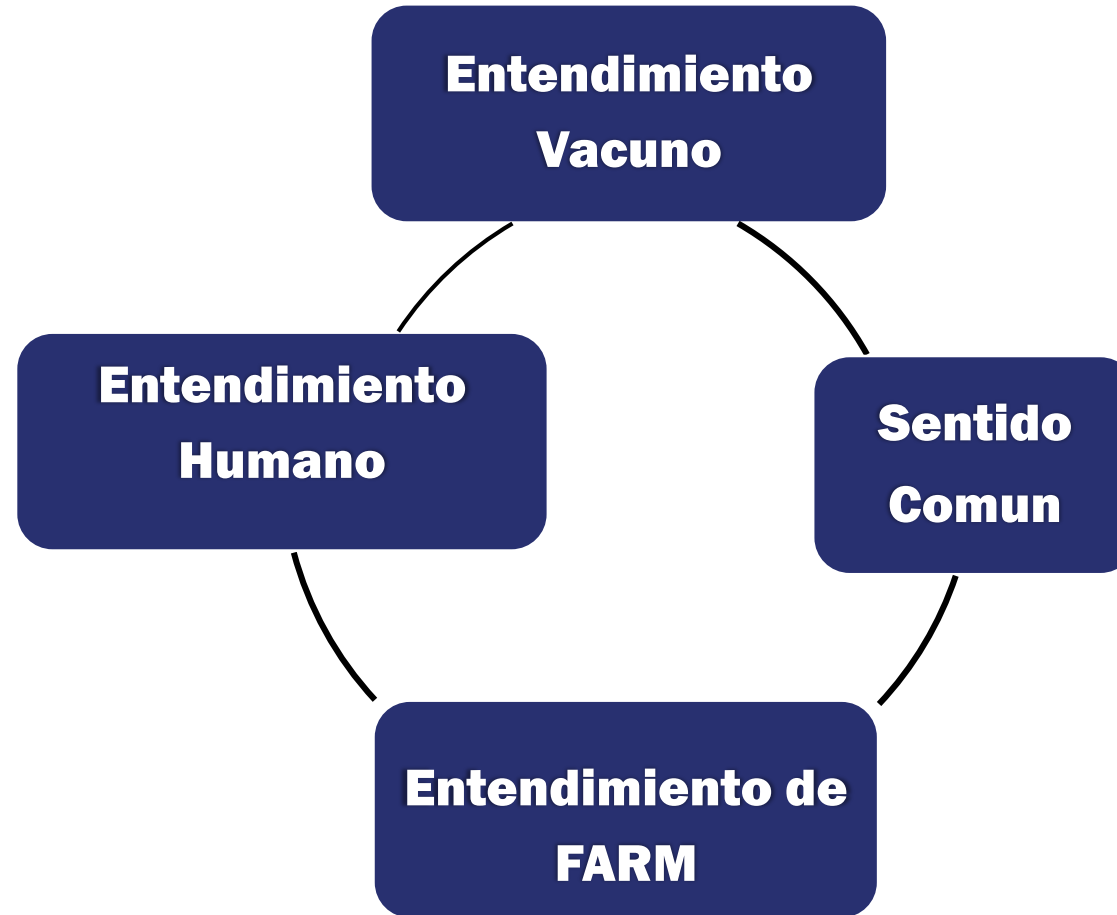 Entendimiento
Vacuno
Entendimiento
Humano
Sentido
Comun
Entendimiento de
FARM